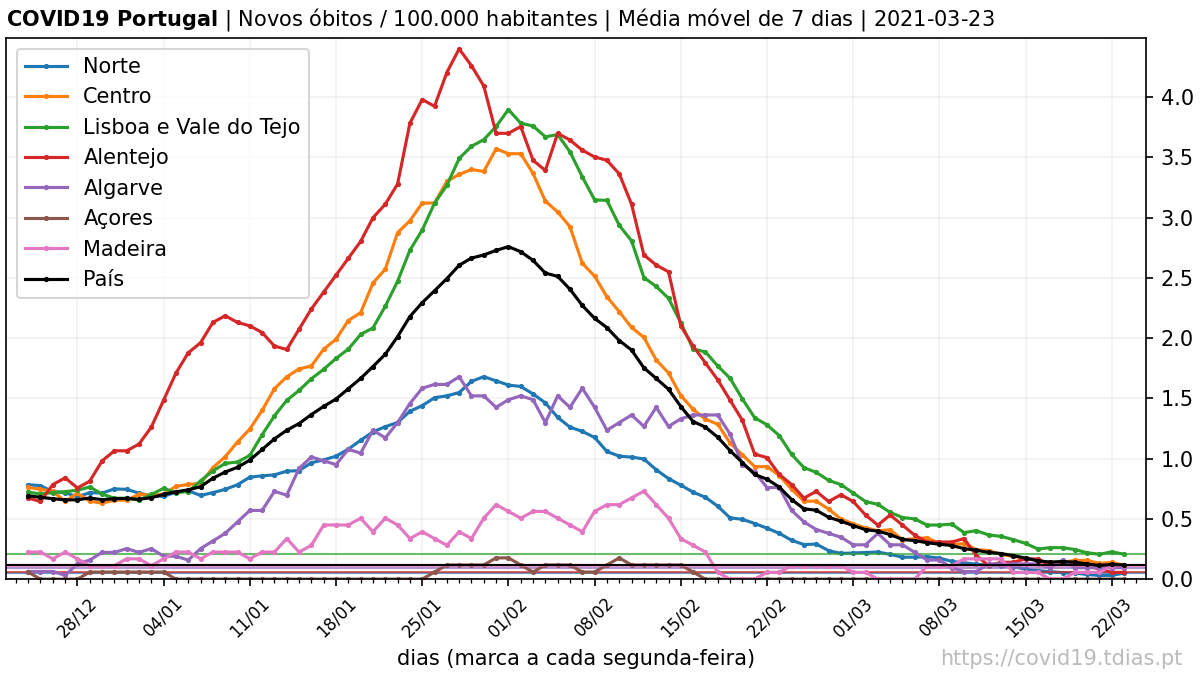 COVID19 Portugal | Novos óbitos / 100.000 habitantes | Média móvel de 7 dias | 2021-03-23
Norte
Centro
Lisboa e Vale do Tejo
Alentejo
Algarve
Açores
Madeira
País
4.0
3.5
3.0
2.5
2.0
1.5
1.0
0.5
0.0
28/12
04/01
11/01
18/01
25/01
01/02
08/02
15/02
22/02
01/03
08/03
15/03
22/03
dias (marca a cada segunda-feira)
https://covid19.tdias.pt